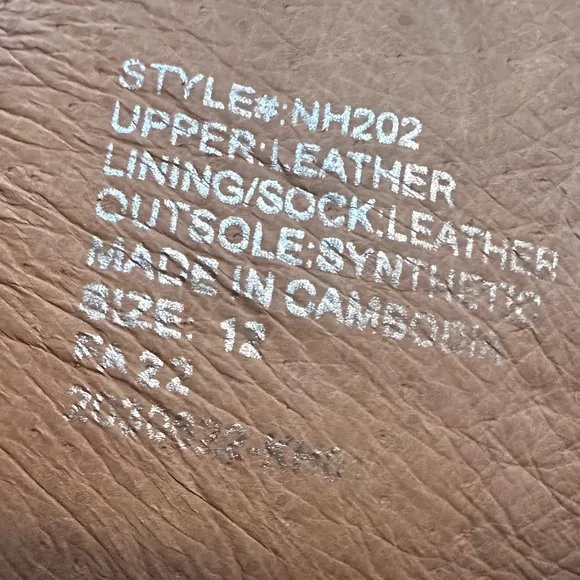 STYLE#:NH202
UPPER:LEATHER
LINING/SOCK:LEATHER
OUTSOLE:SYNTHETIC
MADE IN CAMBODIA
SIZE: 12
FA 22